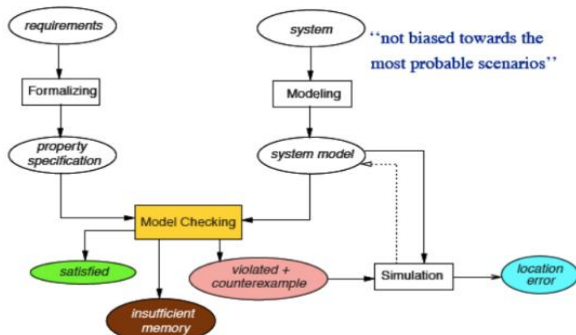 requirements
system
‘‘not biased towards the
most probable scenarios’’
Formalizing
Modeling
property
specification
system model
Model Checking
satisfied
violated +
counterexample
Simulation
location
error
insufficient
memory